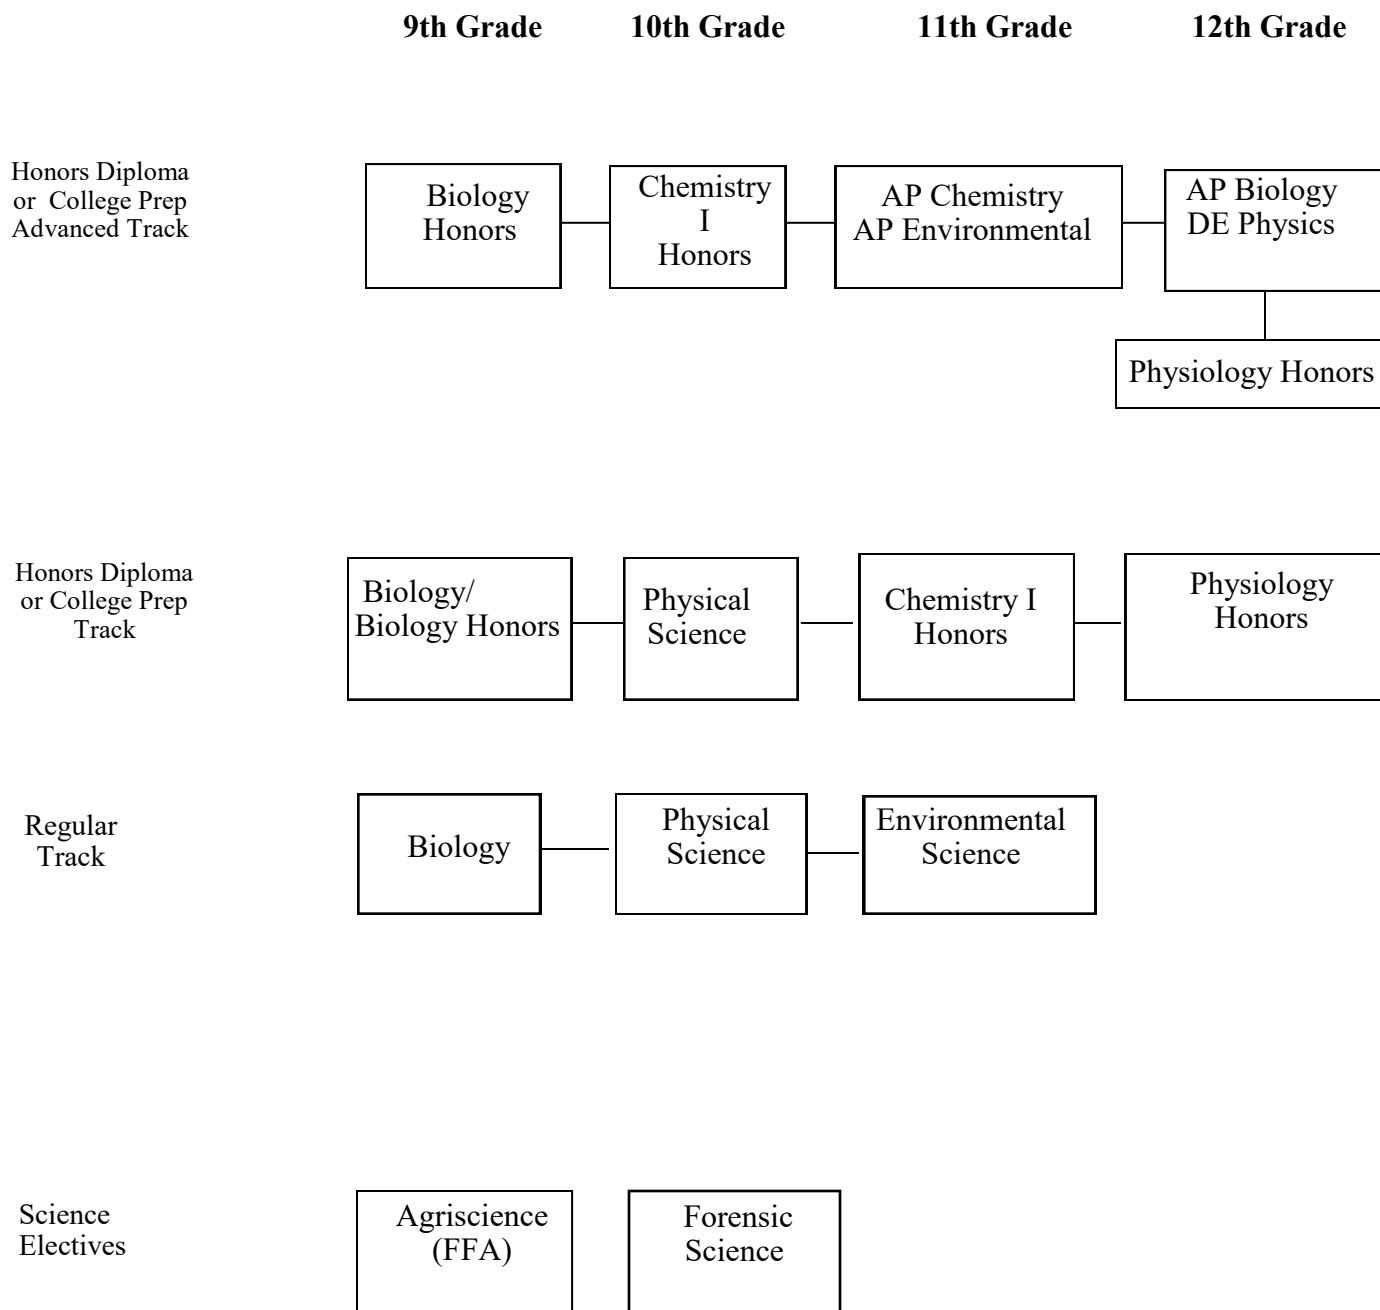 9th Grade 10th Grade 11th Grade 12th Grade
Honors Diploma
or College Prep
Advanced Track
Biology
Honors
Chemistry
I
Honors
AP Chemistry
AP Environmental
AP Biology
DE Physics
Physiology Honors
Honors Diploma
or College Prep
Track
Biology/
Biology Honors
Physical
Science
Chemistry I
Honors
Physiology
Honors
Regular
Track
Biology
Physical
Science
Environmental
Science
Science
Electives
Agriscience
(FFA)
Forensic
Science